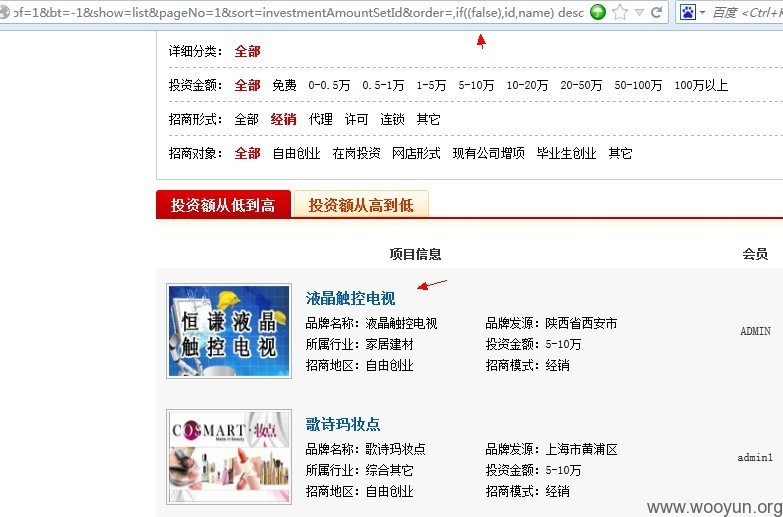 of=1&bt=-1&show=list&pageNo=1&sort=investmentAmountSetId&order=,if((false),id,name) desc 百度 <Ctrl+K
详细分类： 全部
投资金额： 全部 免费 0-0.5万 0.5-1万 1-5万 5-10万 10-20万 20-50万 50-100万 100万以上
招商形式： 全部 经销 代理 许可 连锁 其它
招商对象： 全部 自由创业 在岗投资 网店形式 现有公司增项 毕业生创业 其它
投资额从低到高 投资额从高到低
项目信息 会员
恒谦液晶
触控电视
液晶触控电视
品牌名称：液晶触控电视 品牌发源：陕西省西安市
所属行业：家居建材 投资金额：5-10万
招商地区：自由创业 招商模式：经销
ADMIN
COSMART·妆点
Made in Beauty
歌诗玛妆点
品牌名称：歌诗玛妆点 品牌发源：上海市黄浦区
所属行业：综合其它 投资金额：5-10万
招商地区：自由创业 招商模式：经销
admin1
www.wooyun.org